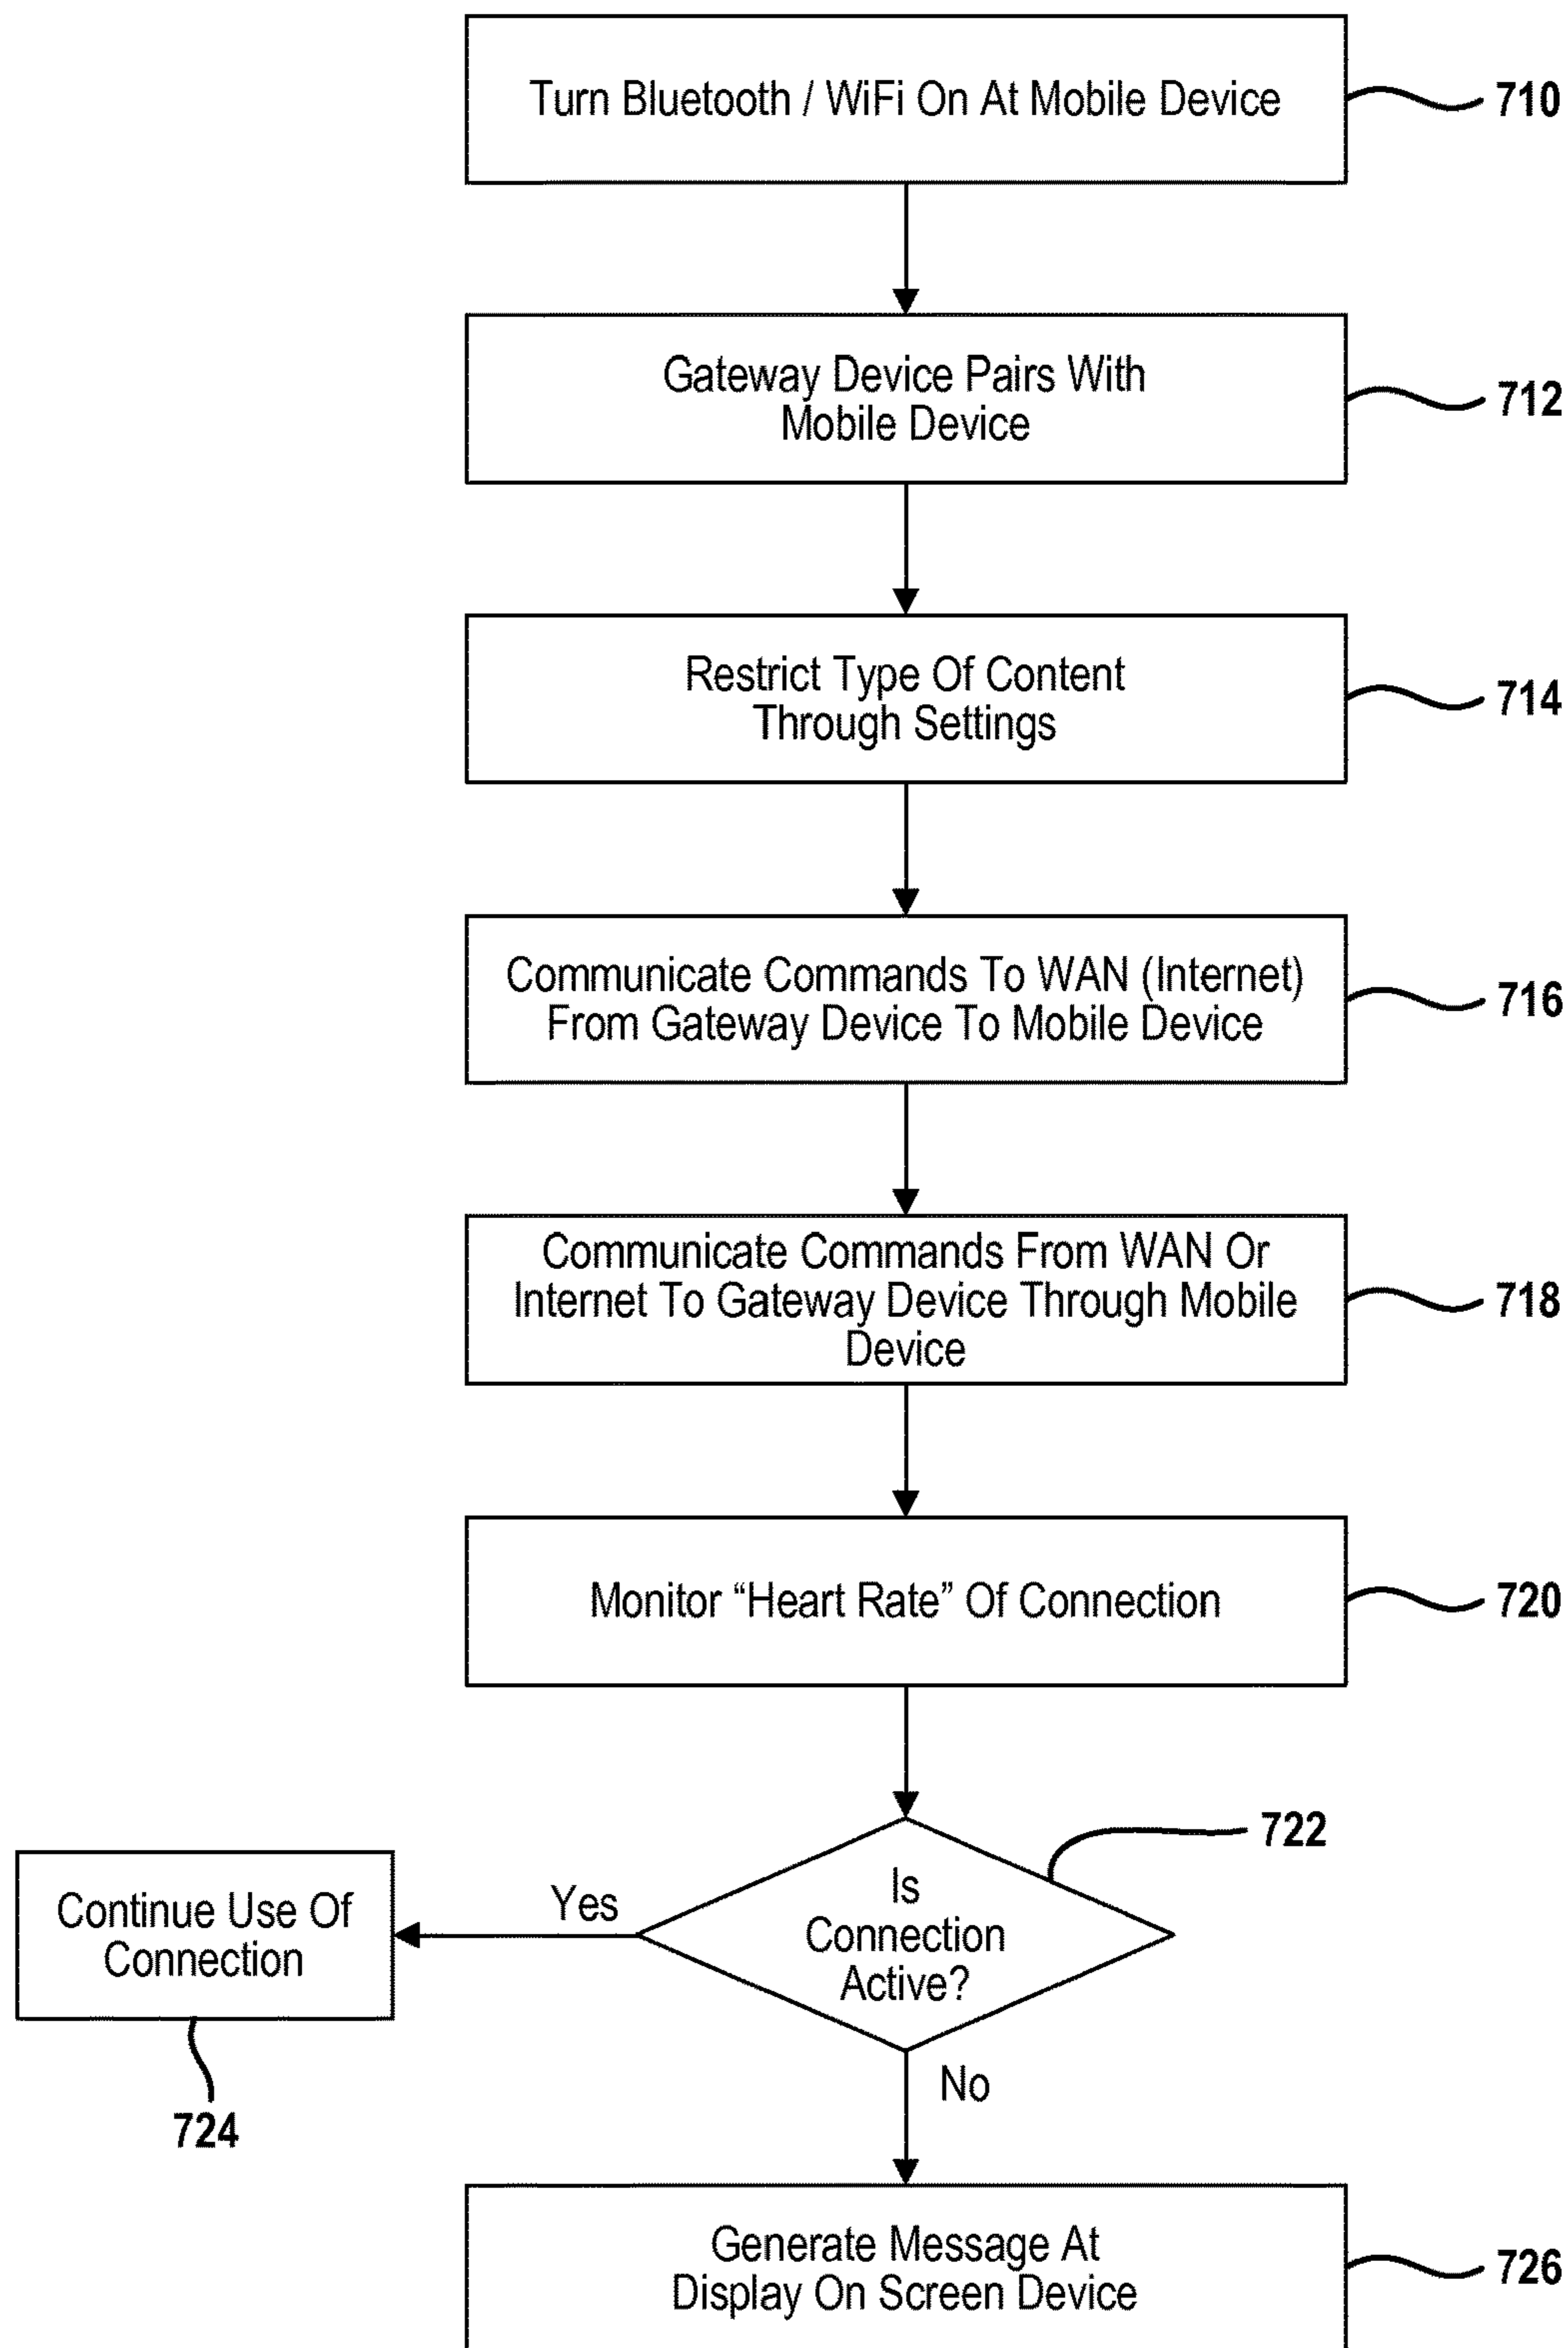 Turn Bluetooth / WiFi On At Mobile Device
710
Gateway Device Pairs With
Mobile Device
712
Restrict Type Of Content
Through Settings
714
Communicate Commands To WAN (Internet)
From Gateway Device To Mobile Device
716
Communicate Commands From WAN Or
Internet To Gateway Device Through Mobile
Device
718
Monitor “Heart Rate” Of Connection
720
Is
Connection
Active?
722
Yes
Continue Use Of
Connection
724
No
Generate Message At
Display On Screen Device
726